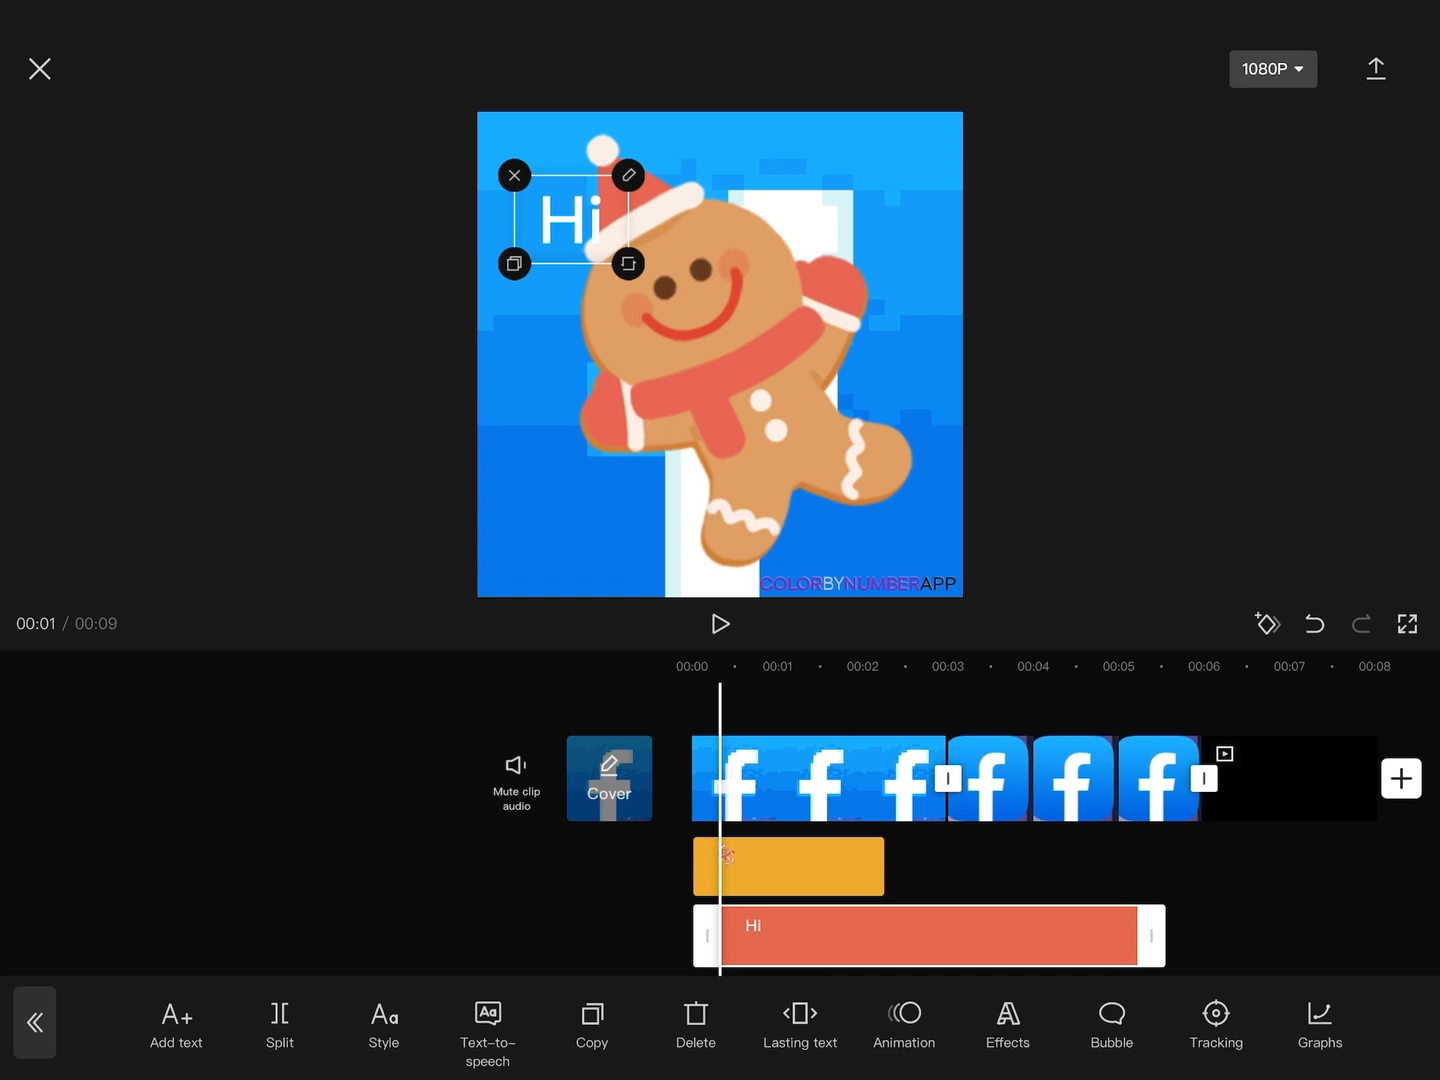 1080P
Hi
COLORBYNUMBERAPP
00:01 / 00:09
00:00 00:01 00:02 00:03 00:04 00:05 00:06 00:07 00:08
Mute clip
audio
Cover
f f f f f f
Hi
Add text
Split
Style
Text-to-
speech
Copy
Delete
Lasting text
Animation
Effects
Bubble
Tracking
Graphs